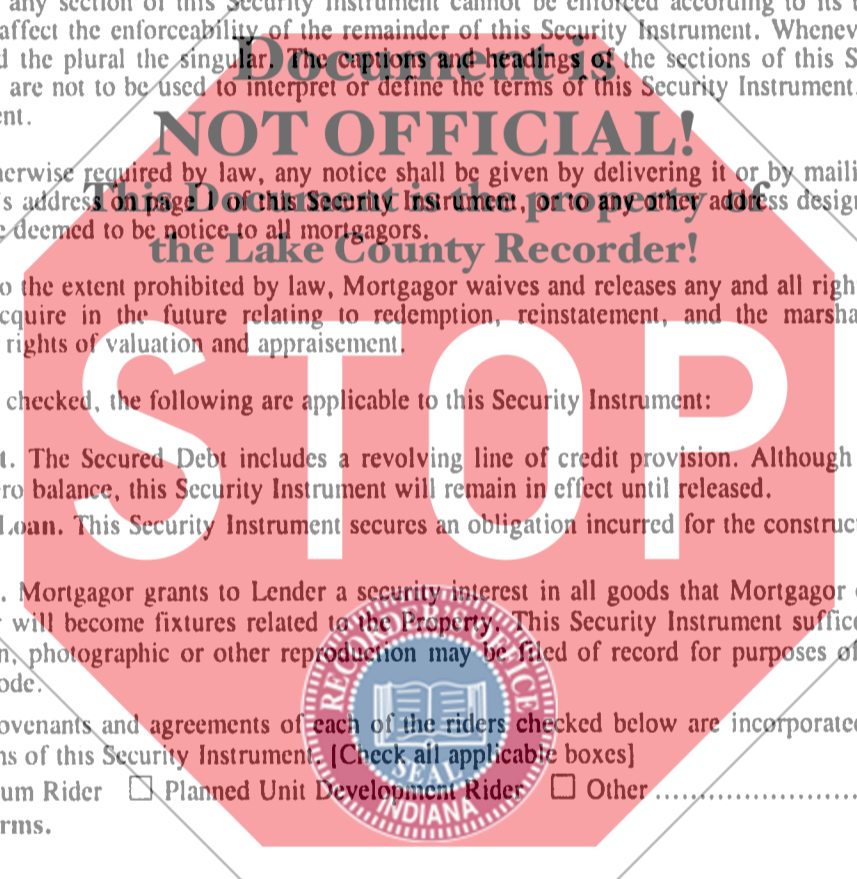 any section of this Security Instrument cannot be enforced according to its
affect the enforceability of the remainder of this Security Instrument. Whenev
d the plural the singular. The captions and headings of the sections of this S
are not to be used to interpret or define the terms of this Security Instrument.
ent.
Document is
NOT OFFICIAL!
This Document is the property of
the Lake County Recorder!
herwise required by law, any notice shall be given by delivering it or by maili
's address on page 1 of this Security Instrument, or to any other address design
e deemed to be notice to all mortgagors.
o the extent prohibited by law, Mortgagor waives and releases any and all righ
cquire in the future relating to redemption, reinstatement, and the marsha
rights of valuation and appraisement.
STOP
checked, the following are applicable to this Security Instrument:
t. The Secured Debt includes a revolving line of credit provision. Although
ro balance, this Security Instrument will remain in effect until released.
Loan. This Security Instrument secures an obligation incurred for the construc
. Mortgagor grants to Lender a security interest in all goods that Mortgagor
will become fixtures related to the Property. This Security Instrument suffice
n, photographic or other reproduction may be filed of record for purposes of
ode.
ovenants and agreements of each of the riders checked below are incorporated
ns of this Security Instrument. [Check all applicable boxes]
um Rider ☐ Planned Unit Development Rider ☐ Other ........................
rms.
RECORDER'S OFFICE
SEAL
INDIANA